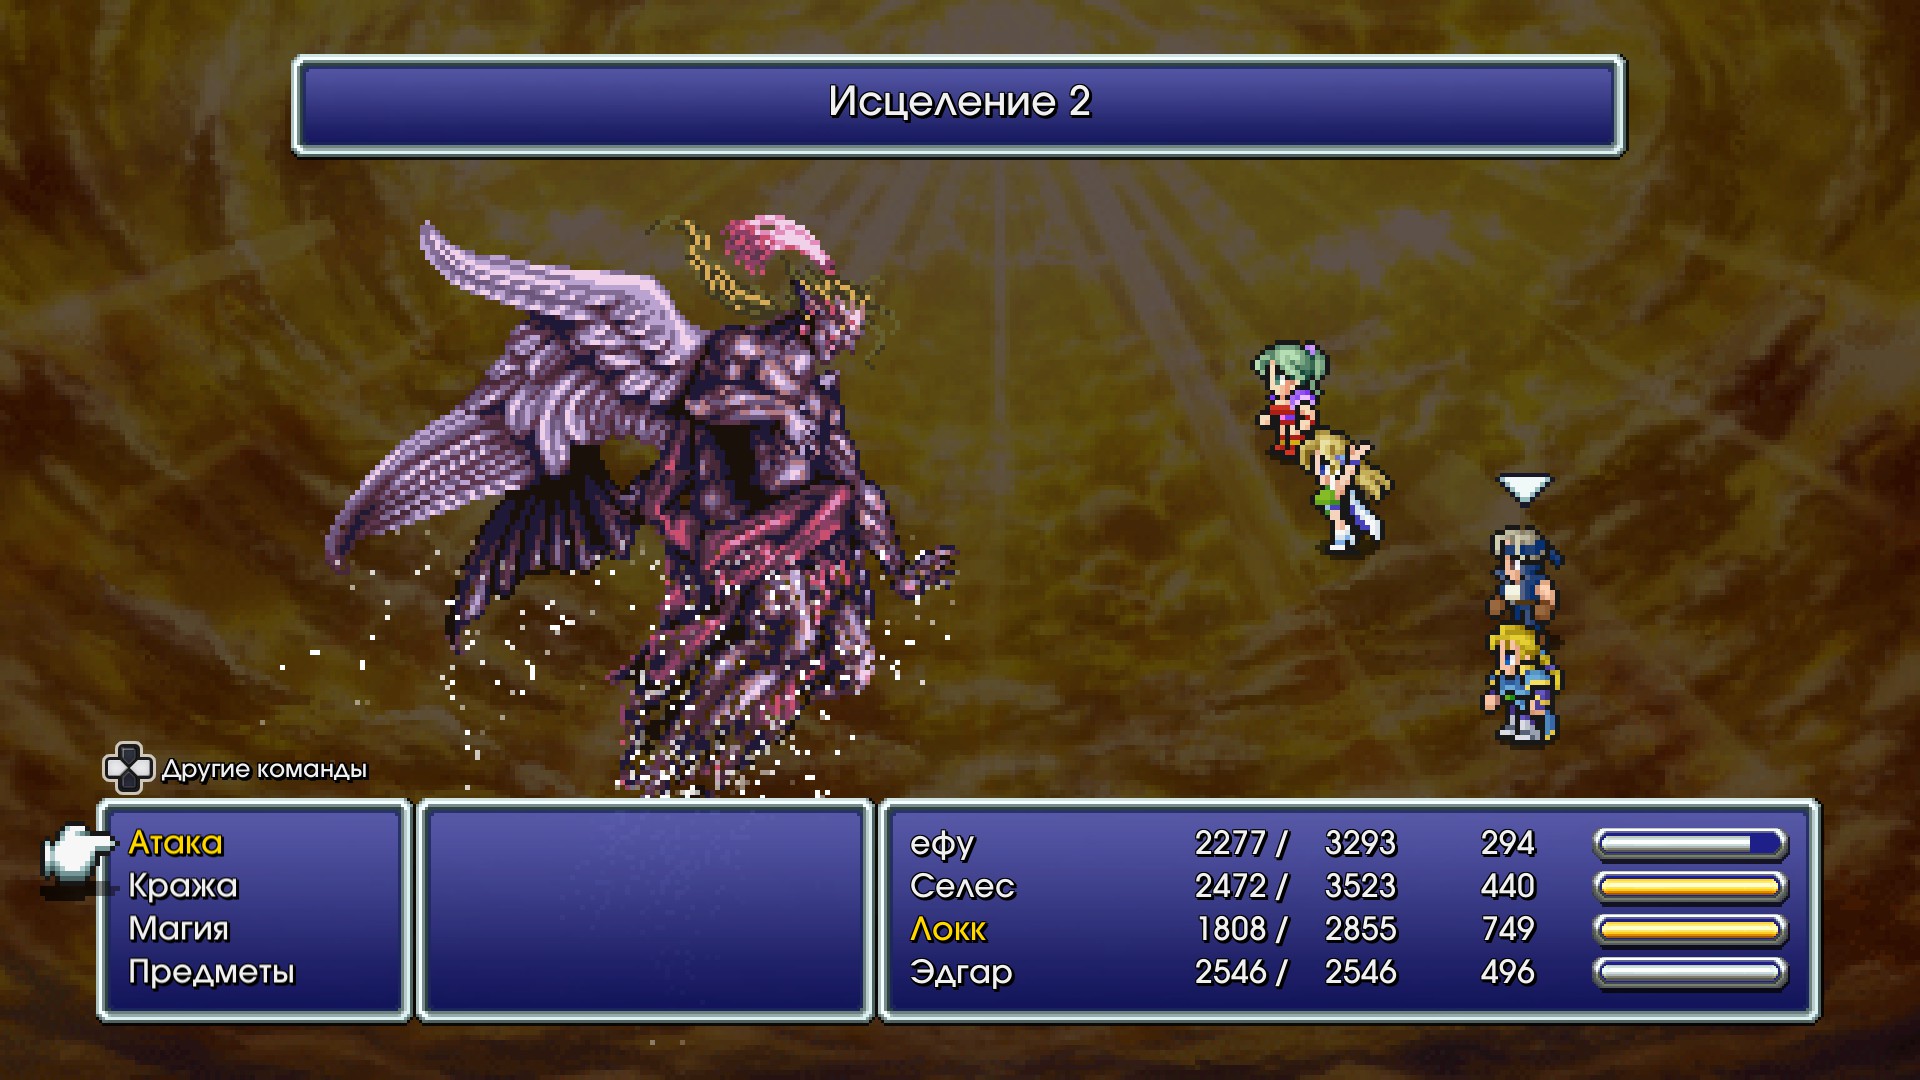 Исцеление 2
Другие команды
Атака
Кража
Магия
Предметы
ефу 2277 / 3293 294
Селес 2472 / 3523 440
Локк 1808 / 2855 749
Эдгар 2546 / 2546 496